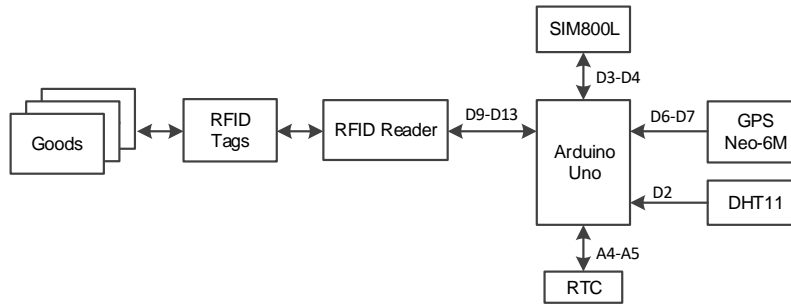 SIM800L
D3-D4
Goods
RFID
Tags
RFID Reader
D9-D13
Arduino
Uno
D6-D7
GPS
Neo-6M
D2
DHT11
A4-A5
RTC